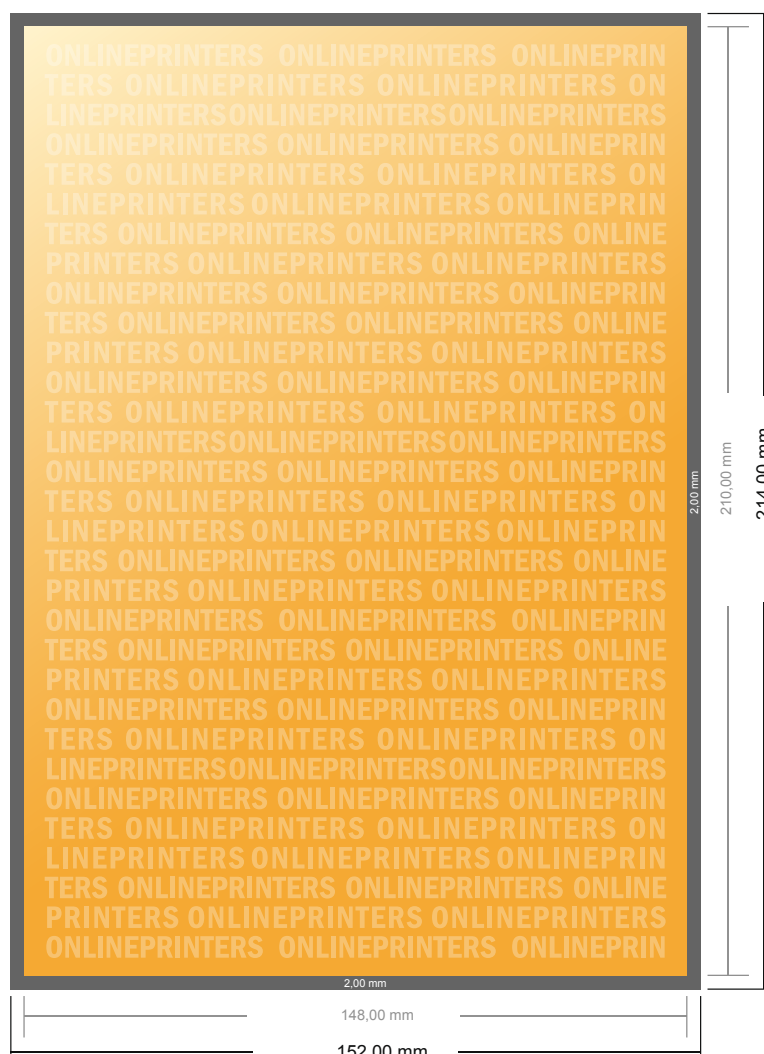 ONLINEPRINTERS ONLINEPRINTERS ONLINEPRIN
TERS ONLINEPRINTERS ONLINEPRINTERS ON
LINEPRINTERSONLINEPRINTERSONLINEPRINTERS
ONLINEPRINTERS ONLINEPRINTERS ONLINEPRIN
TERS ONLINEPRINTERS ONLINEPRINTERS ON
LINEPRINTERS ONLINEPRINTERS ONLINEPRIN
TERS ONLINEPRINTERS ONLINEPRINTERS ONLINE
PRINTERS ONLINEPRINTERS ONLINEPRINTERS
ONLINEPRINTERS ONLINEPRINTERS ONLINEPRIN
TERS ONLINEPRINTERS ONLINEPRINTERS ONLINE
PRINTERS ONLINEPRINTERS ONLINEPRINTERS
ONLINEPRINTERS ONLINEPRINTERS ONLINEPRIN
TERS ONLINEPRINTERS ONLINEPRINTERS ON
LINEPRINTERSONLINEPRINTERSONLINEPRINTERS
ONLINEPRINTERS ONLINEPRINTERS ONLINEPRIN
TERS ONLINEPRINTERS ONLINEPRINTERS ON
LINEPRINTERS ONLINEPRINTERS ONLINEPRIN
TERS ONLINEPRINTERS ONLINEPRINTERS ONLINE
PRINTERS ONLINEPRINTERS ONLINEPRINTERS
ONLINEPRINTERS ONLINEPRINTERS ONLINEPRIN
TERS ONLINEPRINTERS ONLINEPRINTERS ONLINE
PRINTERS ONLINEPRINTERS ONLINEPRINTERS
ONLINEPRINTERS ONLINEPRINTERS ONLINEPRIN
TERS ONLINEPRINTERS ONLINEPRINTERS ON
LINEPRINTERSONLINEPRINTERSONLINEPRINTERS
ONLINEPRINTERS ONLINEPRINTERS ONLINEPRIN
TERS ONLINEPRINTERS ONLINEPRINTERS ON
LINEPRINTERS ONLINEPRINTERS ONLINEPRIN
TERS ONLINEPRINTERS ONLINEPRINTERS ONLINE
PRINTERS ONLINEPRINTERS ONLINEPRINTERS
ONLINEPRINTERS ONLINEPRINTERS ONLINEPRIN
2,00 mm
210,00 mm
214,00 mm
2,00 mm
148,00 mm
152,00 mm